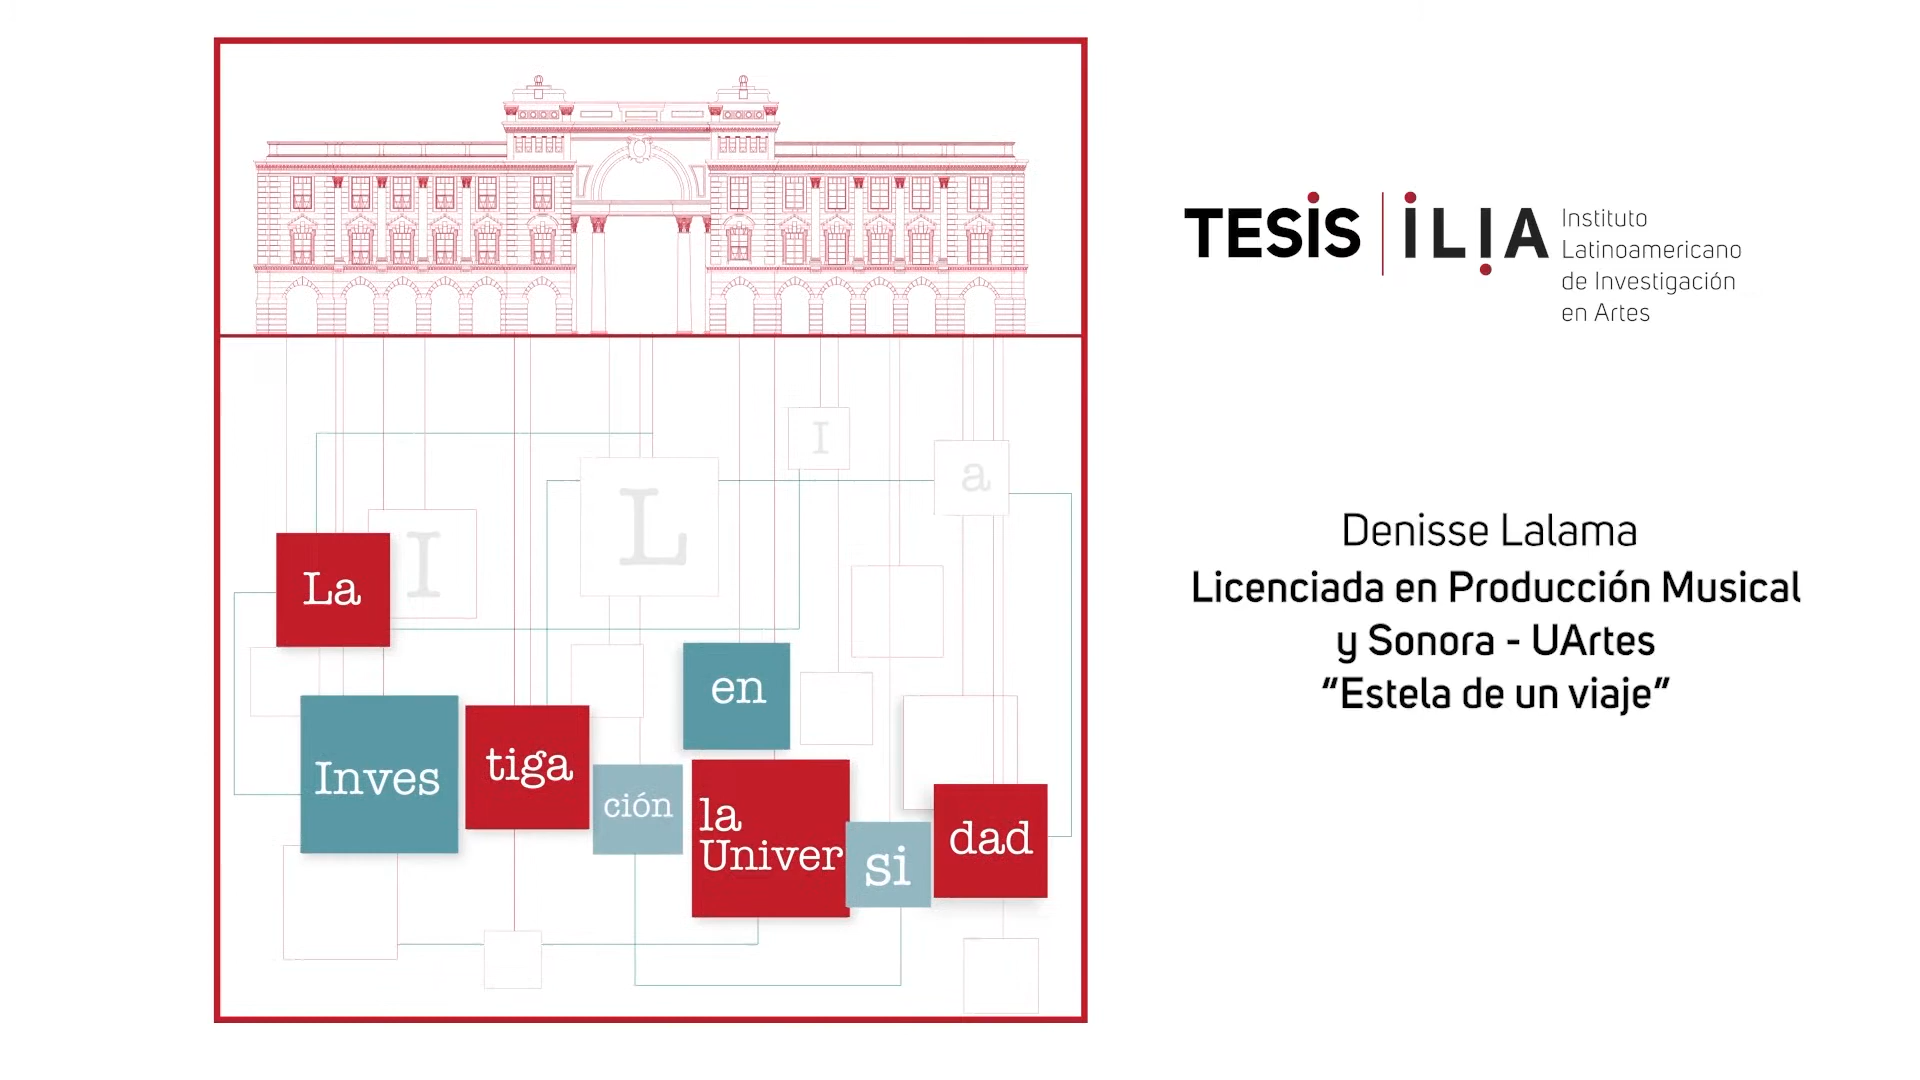 I
a
L
I
La
en
Inves
tiga
ción
la
Univer
si
dad
TESIS
ILIA
Instituto
Latinoamericano
de Investigación
en Artes
Denisse Lalama
Licenciada en Producción Musical
y Sonora - UArtes
“Estela de un viaje”